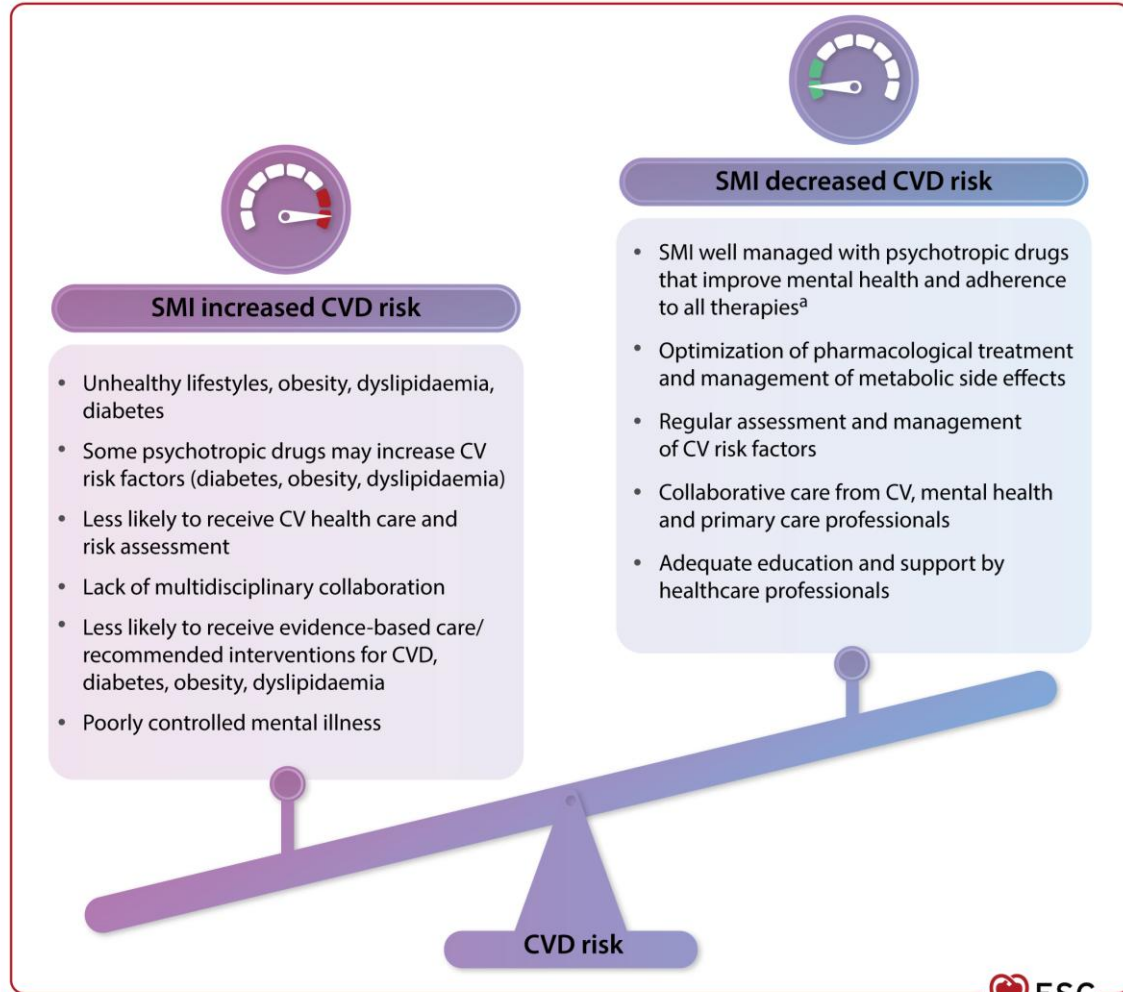 SMI increased CVD risk
• Unhealthy lifestyles, obesity, dyslipidaemia,
diabetes
• Some psychotropic drugs may increase CV
risk factors (diabetes, obesity, dyslipidaemia)
• Less likely to receive CV health care and
risk assessment
• Lack of multidisciplinary collaboration
• Less likely to receive evidence-based care/
recommended interventions for CVD,
diabetes, obesity, dyslipidaemia
• Poorly controlled mental illness
SMI decreased CVD risk
• SMI well managed with psychotropic drugs
that improve mental health and adherence
to all therapiesᵃ
• Optimization of pharmacological treatment
and management of metabolic side effects
• Regular assessment and management
of CV risk factors
• Collaborative care from CV, mental health
and primary care professionals
• Adequate education and support by
healthcare professionals
CVD risk
ESC